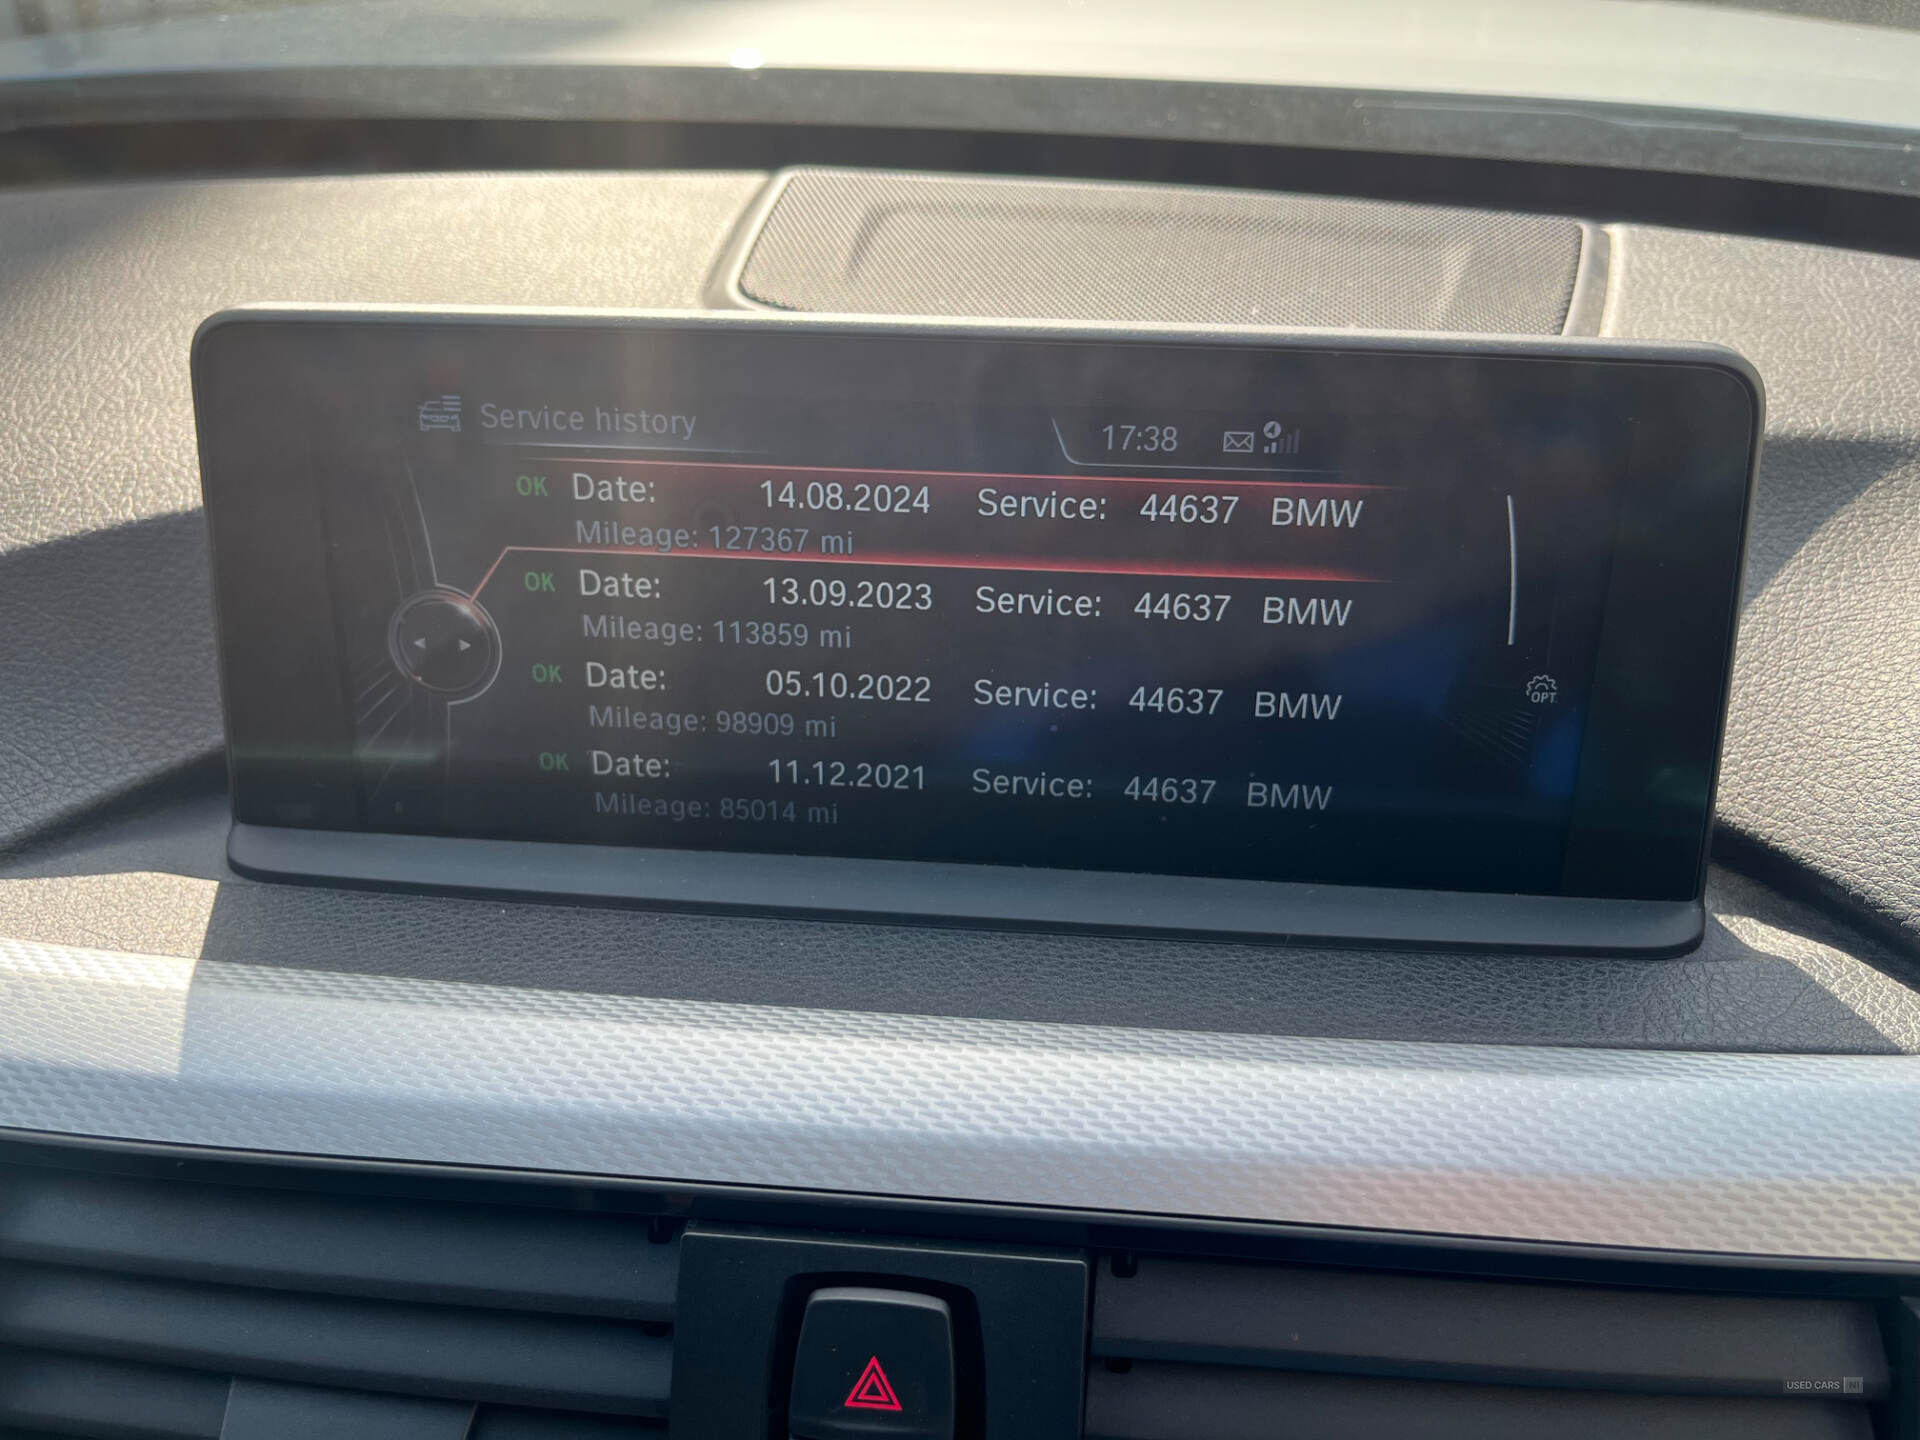 Service history
17:38
OK Date: 14.08.2024 Service: 44637 BMW
Mileage: 127367 mi
OK Date: 13.09.2023 Service: 44637 BMW
Mileage: 113859 mi
OK Date: 05.10.2022 Service: 44637 BMW
Mileage: 98909 mi
OPT
OK Date: 11.12.2021 Service: 44637 BMW
Mileage: 85014 mi
USED CARS NI